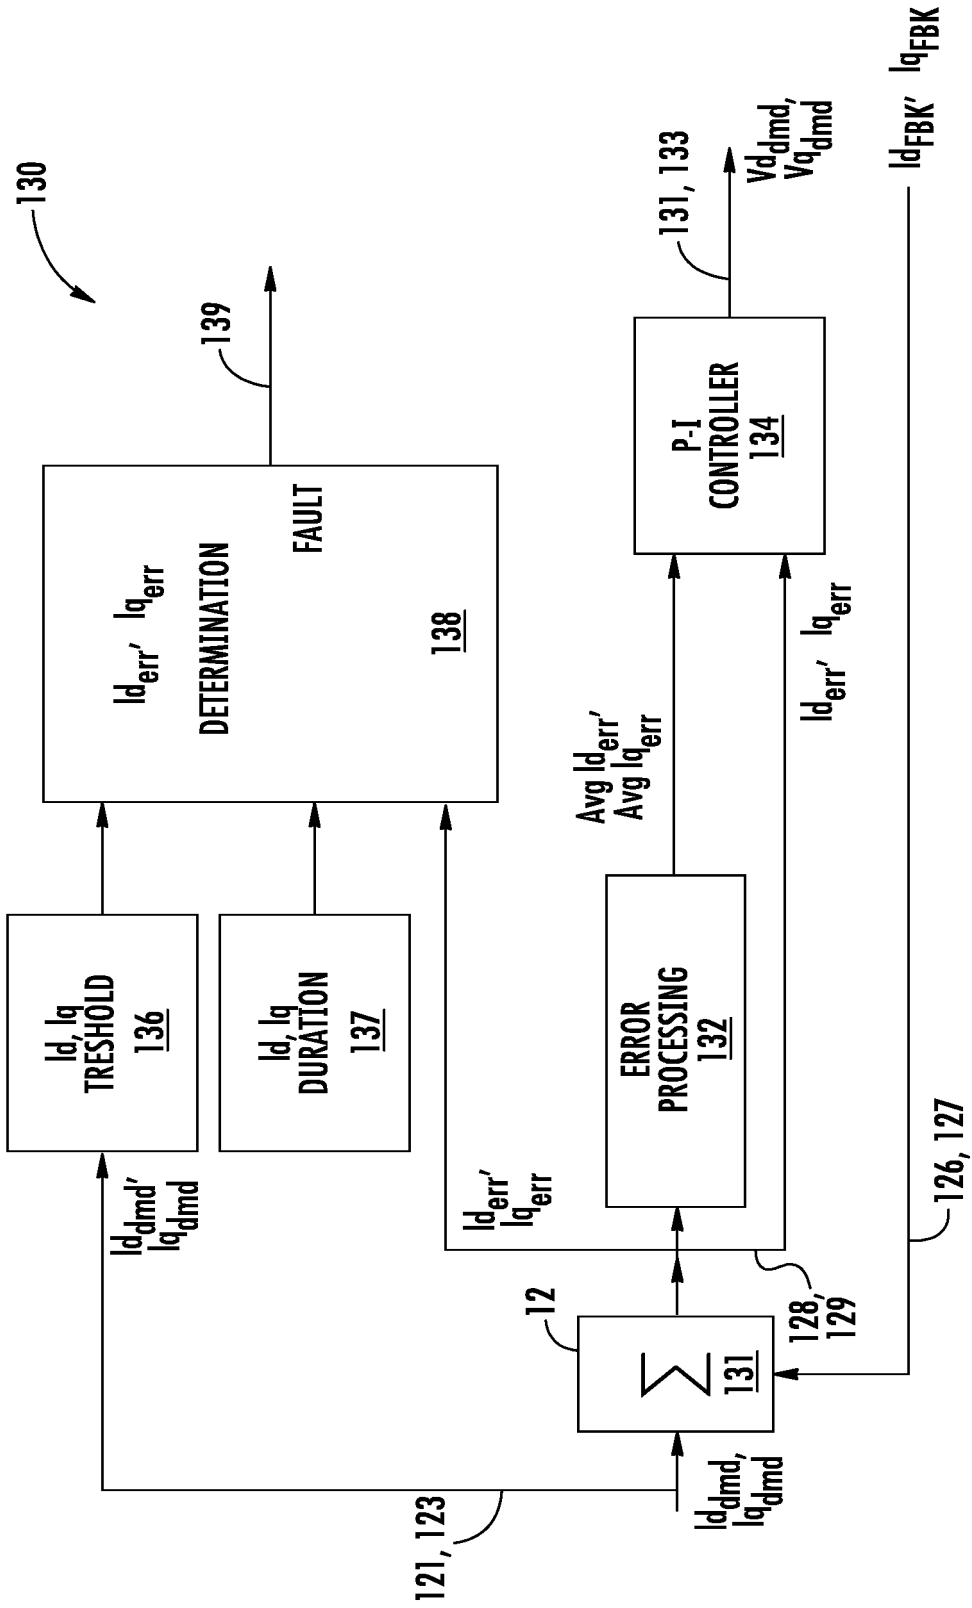 130
Id, Iq
TRESHOLD
136
Id, Iq
DURATION
137
Id_err, Iq_err
DETERMINATION
FAULT
138
139
Id_dmd,
Iq_dmd
Id_err,
Iq_err
121, 123
Id_dmd,
Iq_dmd
12
Σ
131
ERROR
PROCESSING
132
Avg Id_err,
Avg Iq_err
P-I
CONTROLLER
134
131, 133
Vd_dmd,
Vq_dmd
128,
129
Id_err, Iq_err
126, 127
Id_FBK, Iq_FBK